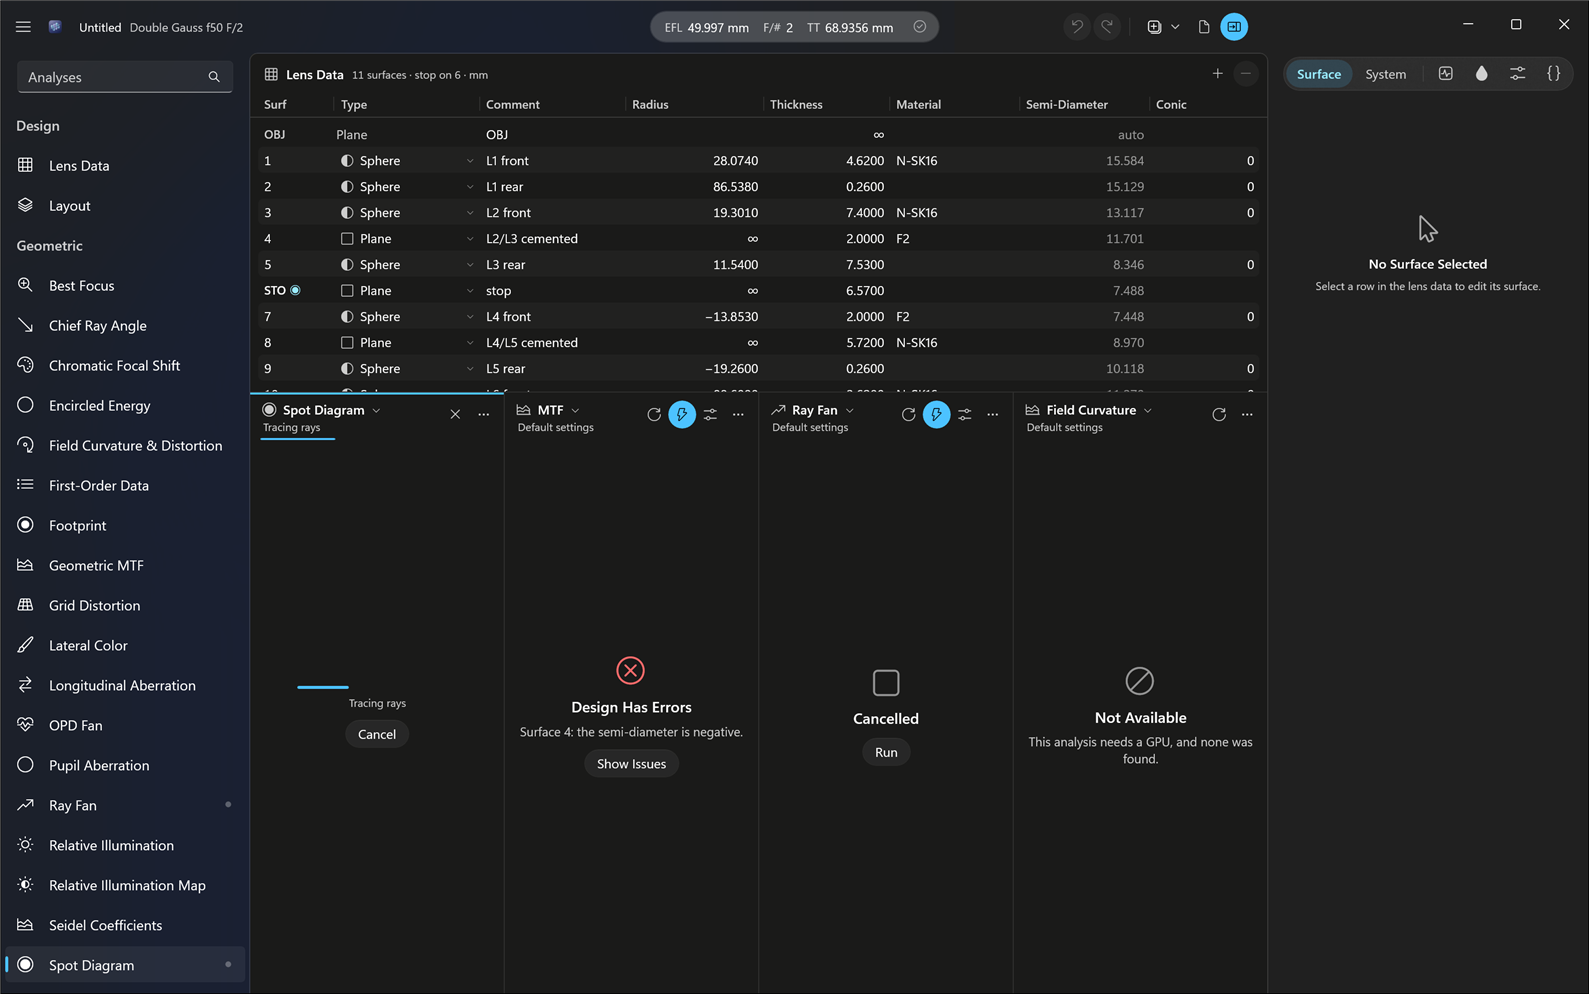 Untitled Double Gauss f50 F/2
EFL 49.997 mm F/# 2 TT 68.9356 mm
Analyses
Design
Lens Data
Layout
Geometric
Best Focus
Chief Ray Angle
Chromatic Focal Shift
Encircled Energy
Field Curvature & Distortion
First-Order Data
Footprint
Geometric MTF
Grid Distortion
Lateral Color
Longitudinal Aberration
OPD Fan
Pupil Aberration
Ray Fan
Relative Illumination
Relative Illumination Map
Seidel Coefficients
Spot Diagram
Lens Data 11 surfaces · stop on 6 · mm
Surf Type Comment Radius Thickness Material Semi-Diameter Conic
OBJ Plane OBJ ∞ auto
1 Sphere L1 front 28.0740 4.6200 N-SK16 15.584 0
2 Sphere L1 rear 86.5380 0.2600 15.129 0
3 Sphere L2 front 19.3010 7.4000 N-SK16 13.117 0
4 Plane L2/L3 cemented ∞ 2.0000 F2 11.701
5 Sphere L3 rear 11.5400 7.5300 8.346 0
STO Plane stop ∞ 6.5700 7.488
7 Sphere L4 front −13.8530 2.0000 F2 7.448 0
8 Plane L4/L5 cemented ∞ 5.7200 N-SK16 8.970
9 Sphere L5 rear −19.2600 0.2600 10.118 0
Spot Diagram
Tracing rays
Tracing rays
Cancel
MTF
Default settings
Design Has Errors
Surface 4: the semi-diameter is negative.
Show Issues
Ray Fan
Default settings
Cancelled
Run
Field Curvature
Default settings
Not Available
This analysis needs a GPU, and none was
found.
Surface System {}
No Surface Selected
Select a row in the lens data to edit its surface.